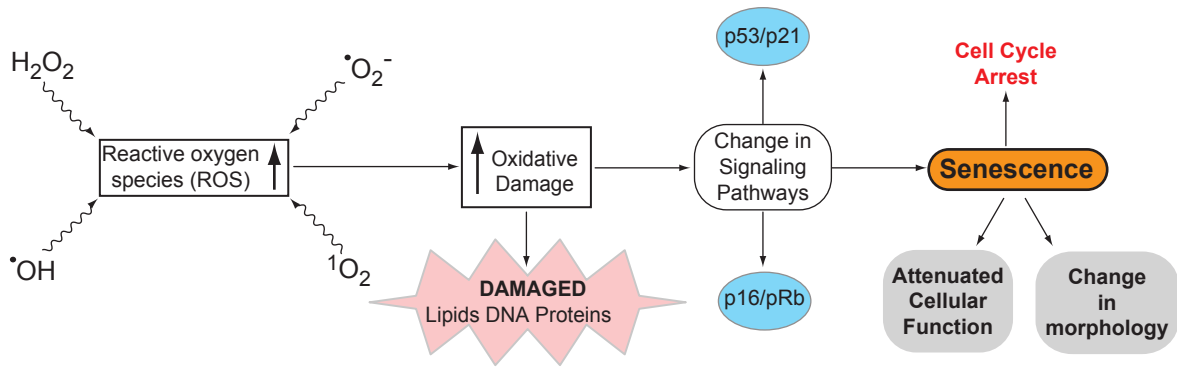 H₂O₂
•O₂⁻
Reactive oxygen
species (ROS)
•OH
¹O₂
Oxidative
Damage
DAMAGED
Lipids DNA Proteins
p53/p21
Change in
Signaling
Pathways
p16/pRb
Cell Cycle
Arrest
Senescence
Attenuated
Cellular
Function
Change
in
morphology